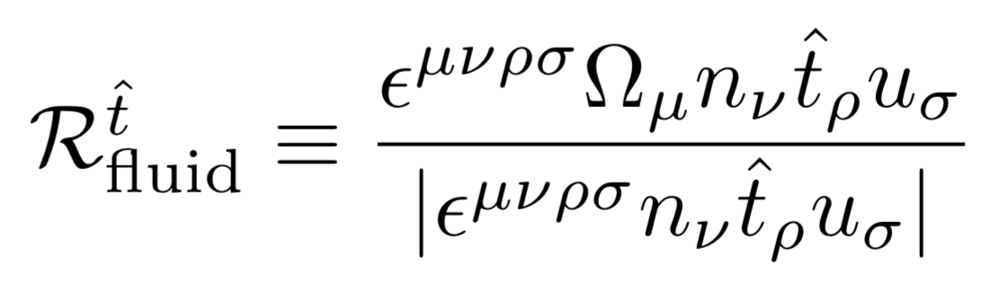 $\mathcal{R}^{\hat{t}}_{\text{fluid}} \equiv \frac{\epsilon^{\mu\nu\rho\sigma}\Omega_\mu n_\nu \hat{t}_\rho u_\sigma}{|\epsilon^{\mu\nu\rho\sigma} n_\nu \hat{t}_\rho u_\sigma|}$